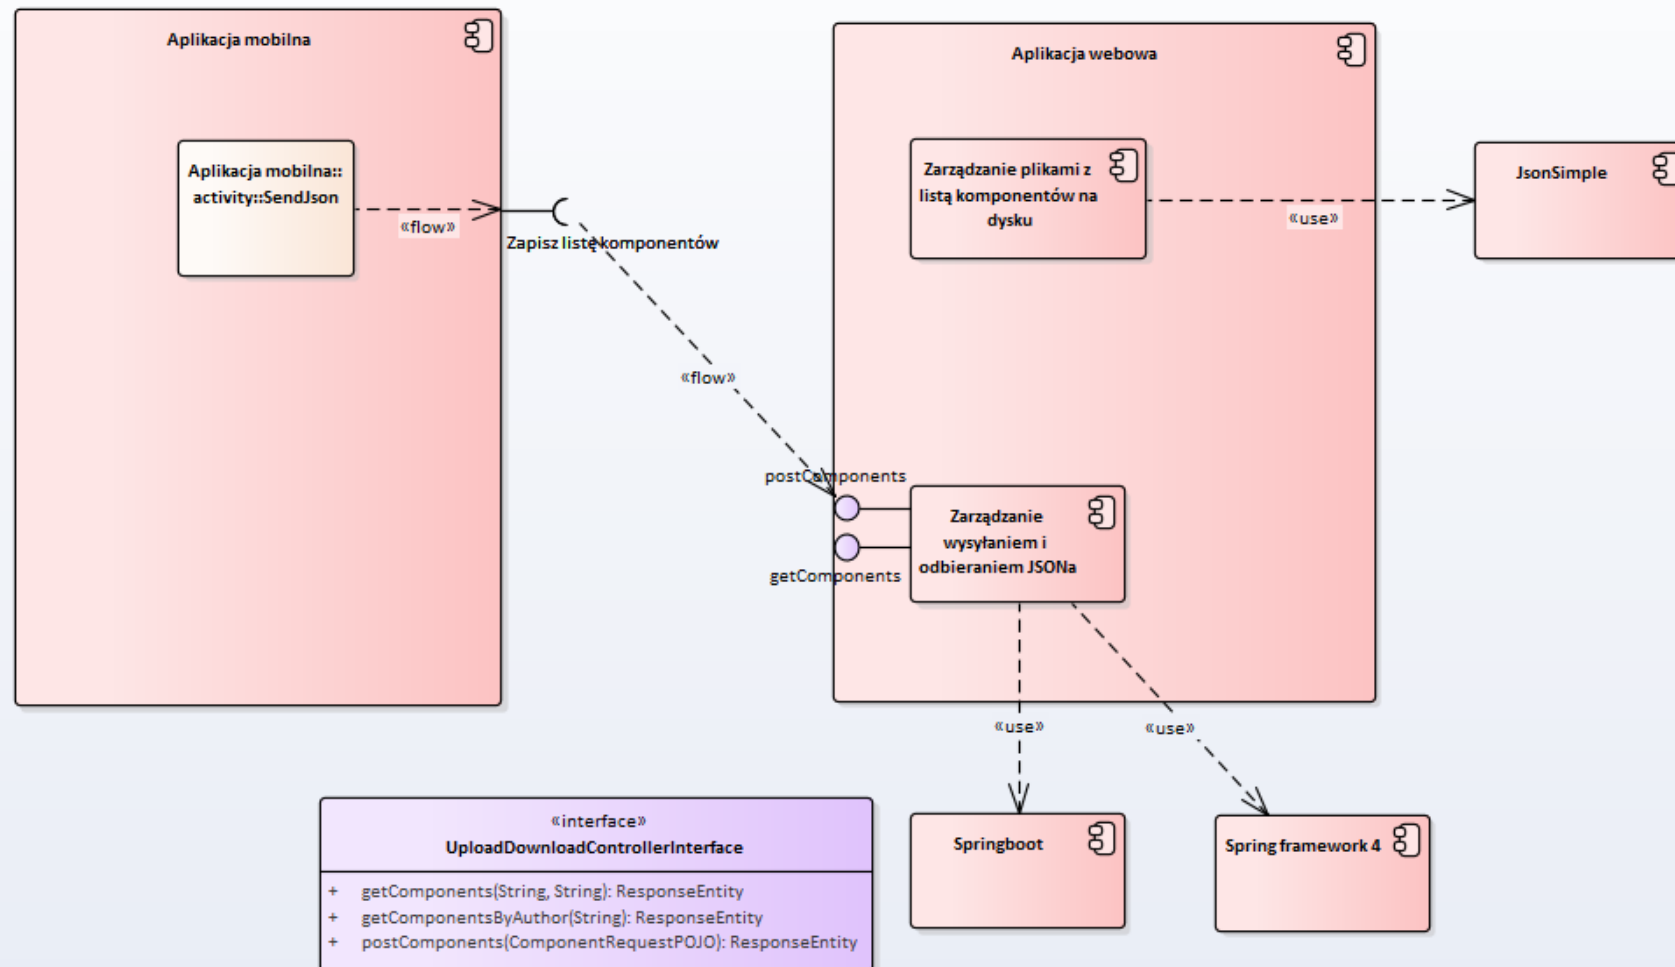 Aplikacja mobilna
Aplikacja mobilna::
activity::SendJson
«flow»
Zapisz listę komponentów
«flow»
Aplikacja webowa
Zarządzanie plikami z
listą komponentów na
dysku
«use»
JsonSimple
postComponents
getComponents
Zarządzanie
wysyłaniem i
odbieraniem JSONa
«use»
«use»
Springboot
Spring framework 4
«interface»
UploadDownloadControllerInterface
+ getComponents(String, String): ResponseEntity
+ getComponentsByAuthor(String): ResponseEntity
+ postComponents(ComponentRequestPOJO): ResponseEntity